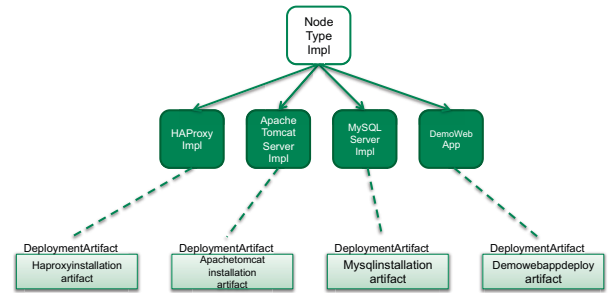 Node
Type
Impl
HAProxy
Impl
Apache
Tomcat
Server
Impl
MySQL
Server
Impl
DemoWeb
App
DeploymentArtifact
Haproxyinstallation
artifact
DeploymentArtifact
Apachetomcat
installation
artifact
DeploymentArtifact
Mysqlinstallation
artifact
DeploymentArtifact
Demowebappdeploy
artifact